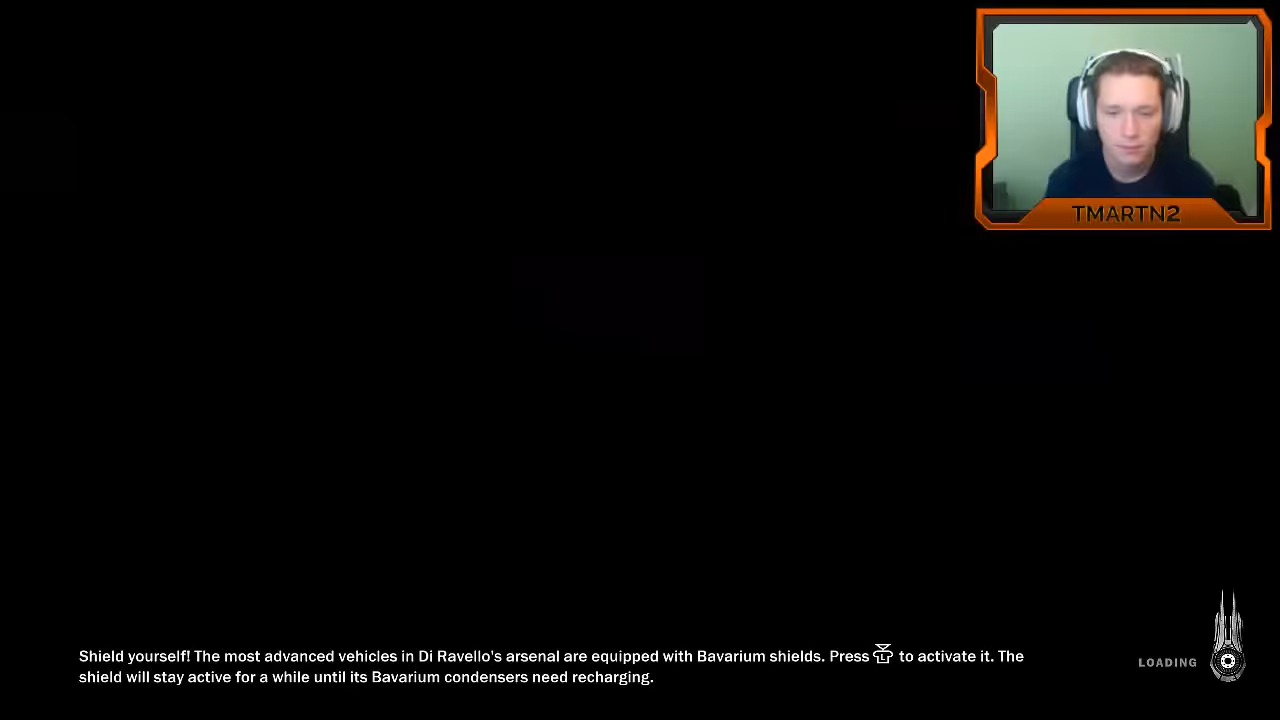 TMARTN2
Shield yourself! The most advanced vehicles in Di Ravello's arsenal are equipped with Bavarium shields. Press L to activate it. The
shield will stay active for a while until its Bavarium condensers need recharging.
LOADING